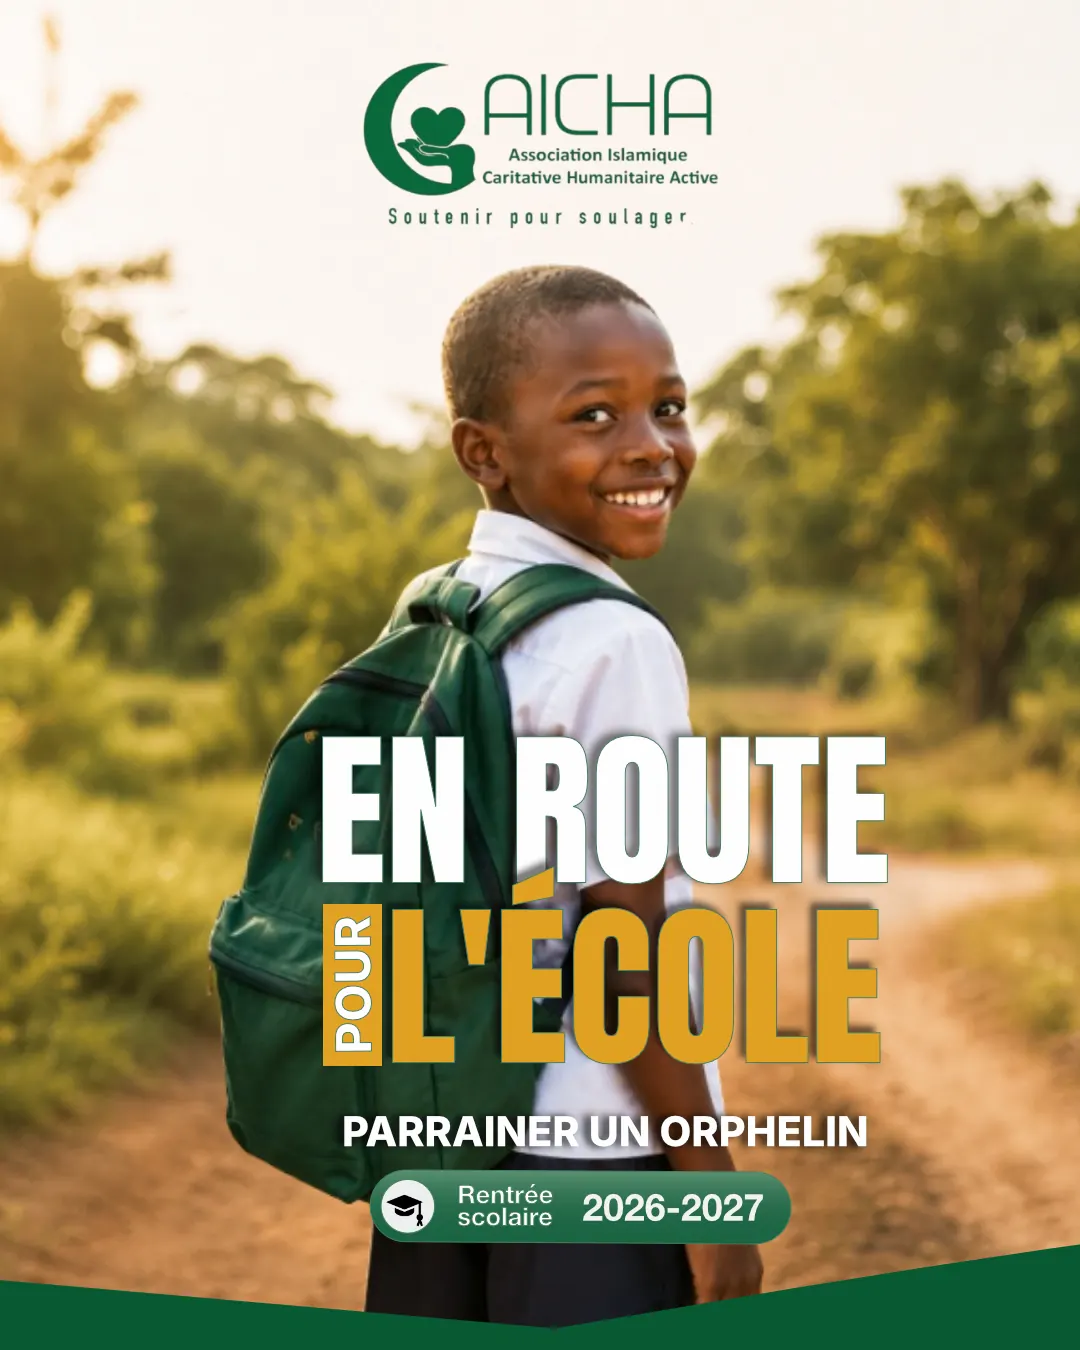 AICHA
Association Islamique
Caritative Humanitaire Active
Soutenir pour soulager.
EN ROUTE
POUR
L'ÉCOLE
PARRAINER UN ORPHELIN
Rentrée
scolaire
2026-2027